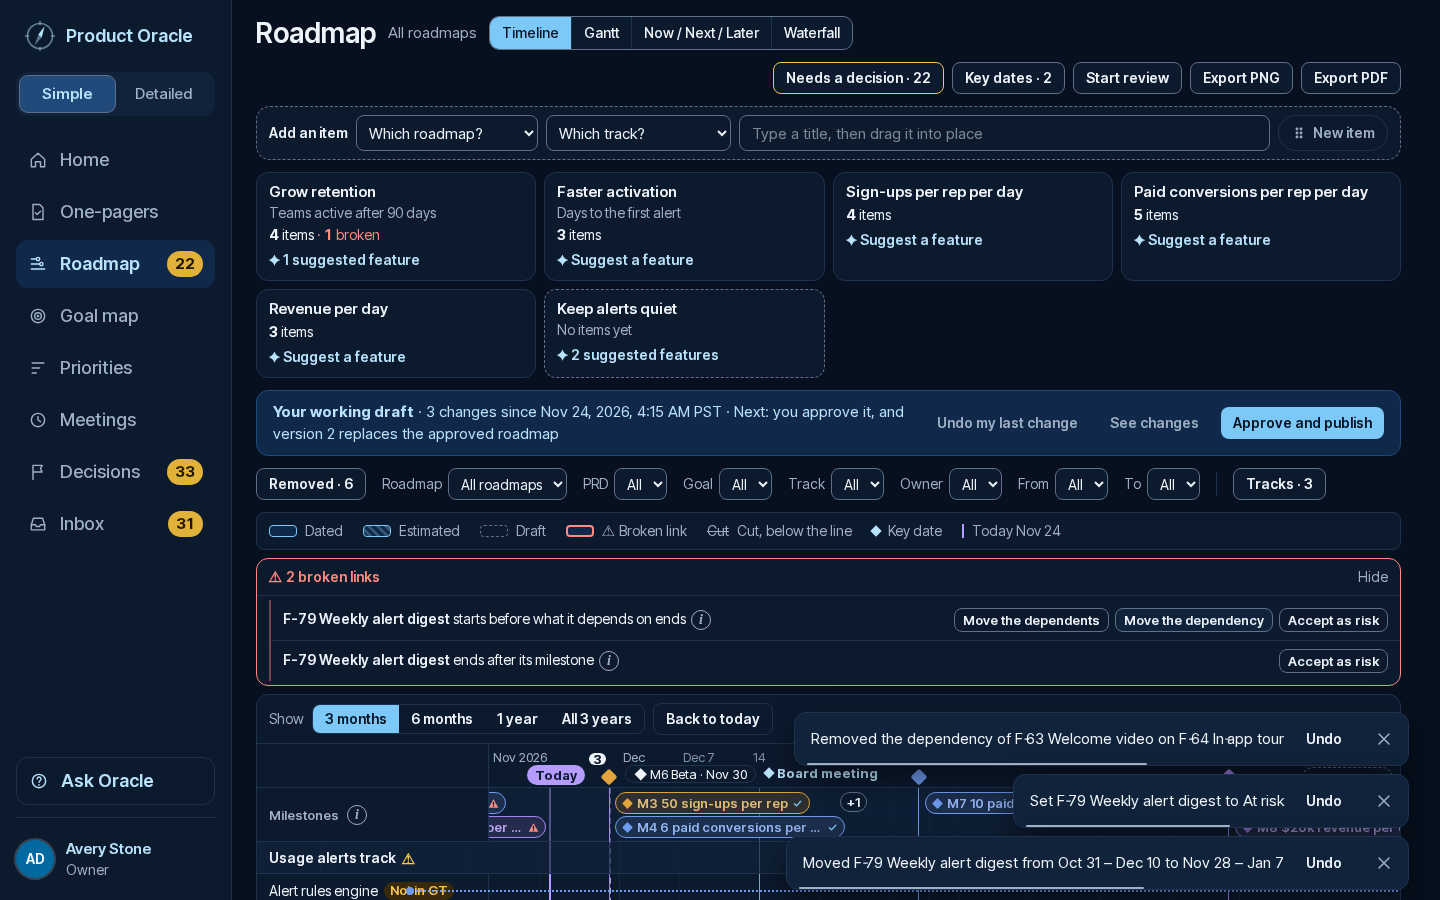 Product Oracle
Simple
Detailed
Home
One-pagers
Roadmap
22
Goal map
Priorities
Meetings
Decisions
33
Inbox
31
Ask Oracle
AD
Avery Stone
Owner
Roadmap
All roadmaps
Timeline
Gantt
Now / Next / Later
Waterfall
Needs a decision · 22
Key dates · 2
Start review
Export PNG
Export PDF
Add an item
Which roadmap?
Which track?
Type a title, then drag it into place
New item
Grow retention
Teams active after 90 days
4 items · 1 broken
✦ 1 suggested feature
Faster activation
Days to the first alert
3 items
✦ Suggest a feature
Sign-ups per rep per day
4 items
✦ Suggest a feature
Paid conversions per rep per day
5 items
✦ Suggest a feature
Revenue per day
3 items
✦ Suggest a feature
Keep alerts quiet
No items yet
✦ 2 suggested features
Your working draft · 3 changes since Nov 24, 2026, 4:15 AM PST · Next: you approve it, and
version 2 replaces the approved roadmap
Undo my last change
See changes
Approve and publish
Removed · 6
Roadmap
All roadmaps
PRD
All
Goal
All
Track
All
Owner
All
From
All
To
All
Tracks · 3
Dated
Estimated
Draft
⚠ Broken link
Cut
Cut, below the line
Key date
Today Nov 24
⚠ 2 broken links
Hide
F-79 Weekly alert digest starts before what it depends on ends i
Move the dependents
Move the dependency
Accept as risk
F-79 Weekly alert digest ends after its milestone i
Accept as risk
Show
3 months
6 months
1 year
All 3 years
Back to today
Removed the dependency of F-63 Welcome video on F-64 In-app tour
Undo
Nov 2026
3
Dec
Dec 7
14
Today
M6 Beta · Nov 30
Board meeting
Set F-79 Weekly alert digest to At risk
Undo
Milestones i
M3 50 sign-ups per rep
+1
M7 10 paid
per ...
M4 6 paid conversions per ...
M8 $20k revenue per
Usage alerts track ⚠
Moved F-79 Weekly alert digest from Oct 31 – Dec 10 to Nov 28 – Jan 7
Undo
Alert rules engine
Not in GT